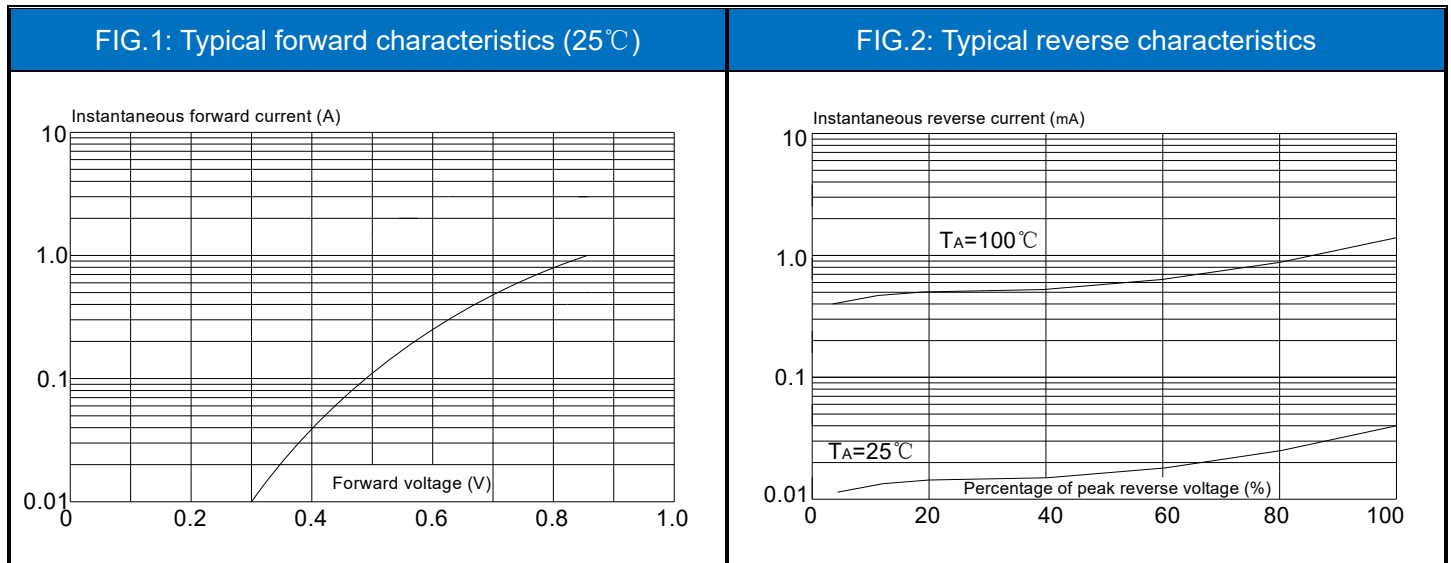 FIG.1: Typical forward characteristics (25℃)
Instantaneous forward current (A)
10
1.0
0.1
0.01
Forward voltage (V)
0 0.2 0.4 0.6 0.8 1.0
FIG.2: Typical reverse characteristics
Instantaneous reverse current (mA)
10
TA=100℃
1.0
0.1
TA=25℃
0.01
Percentage of peak reverse voltage (%)
0 20 40 60 80 100